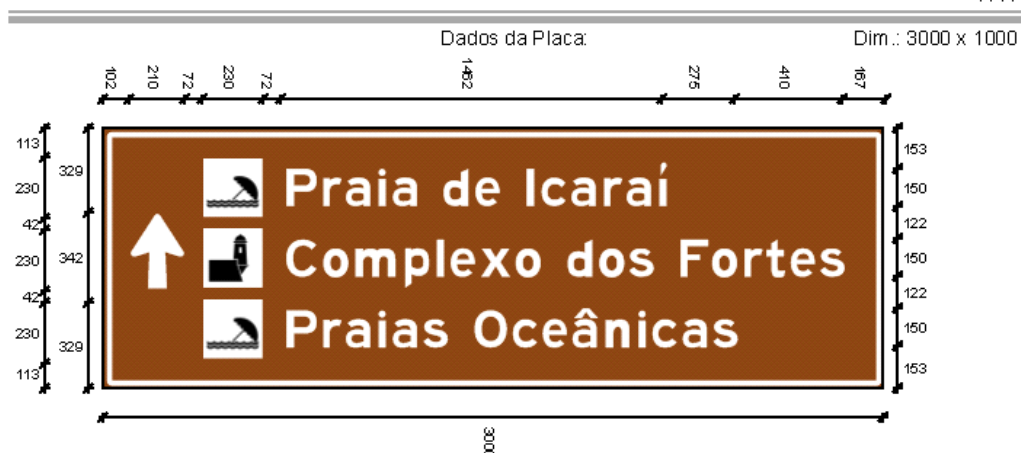 Dados da Placa:
Dim.: 3000 x 1000
102 210 72 230 72 1462 275 410 167
113
230
42
230
42
230
113
329
342
329
Praia de Icaraí
Complexo dos Fortes
Praias Oceânicas
153
150
122
150
122
150
153